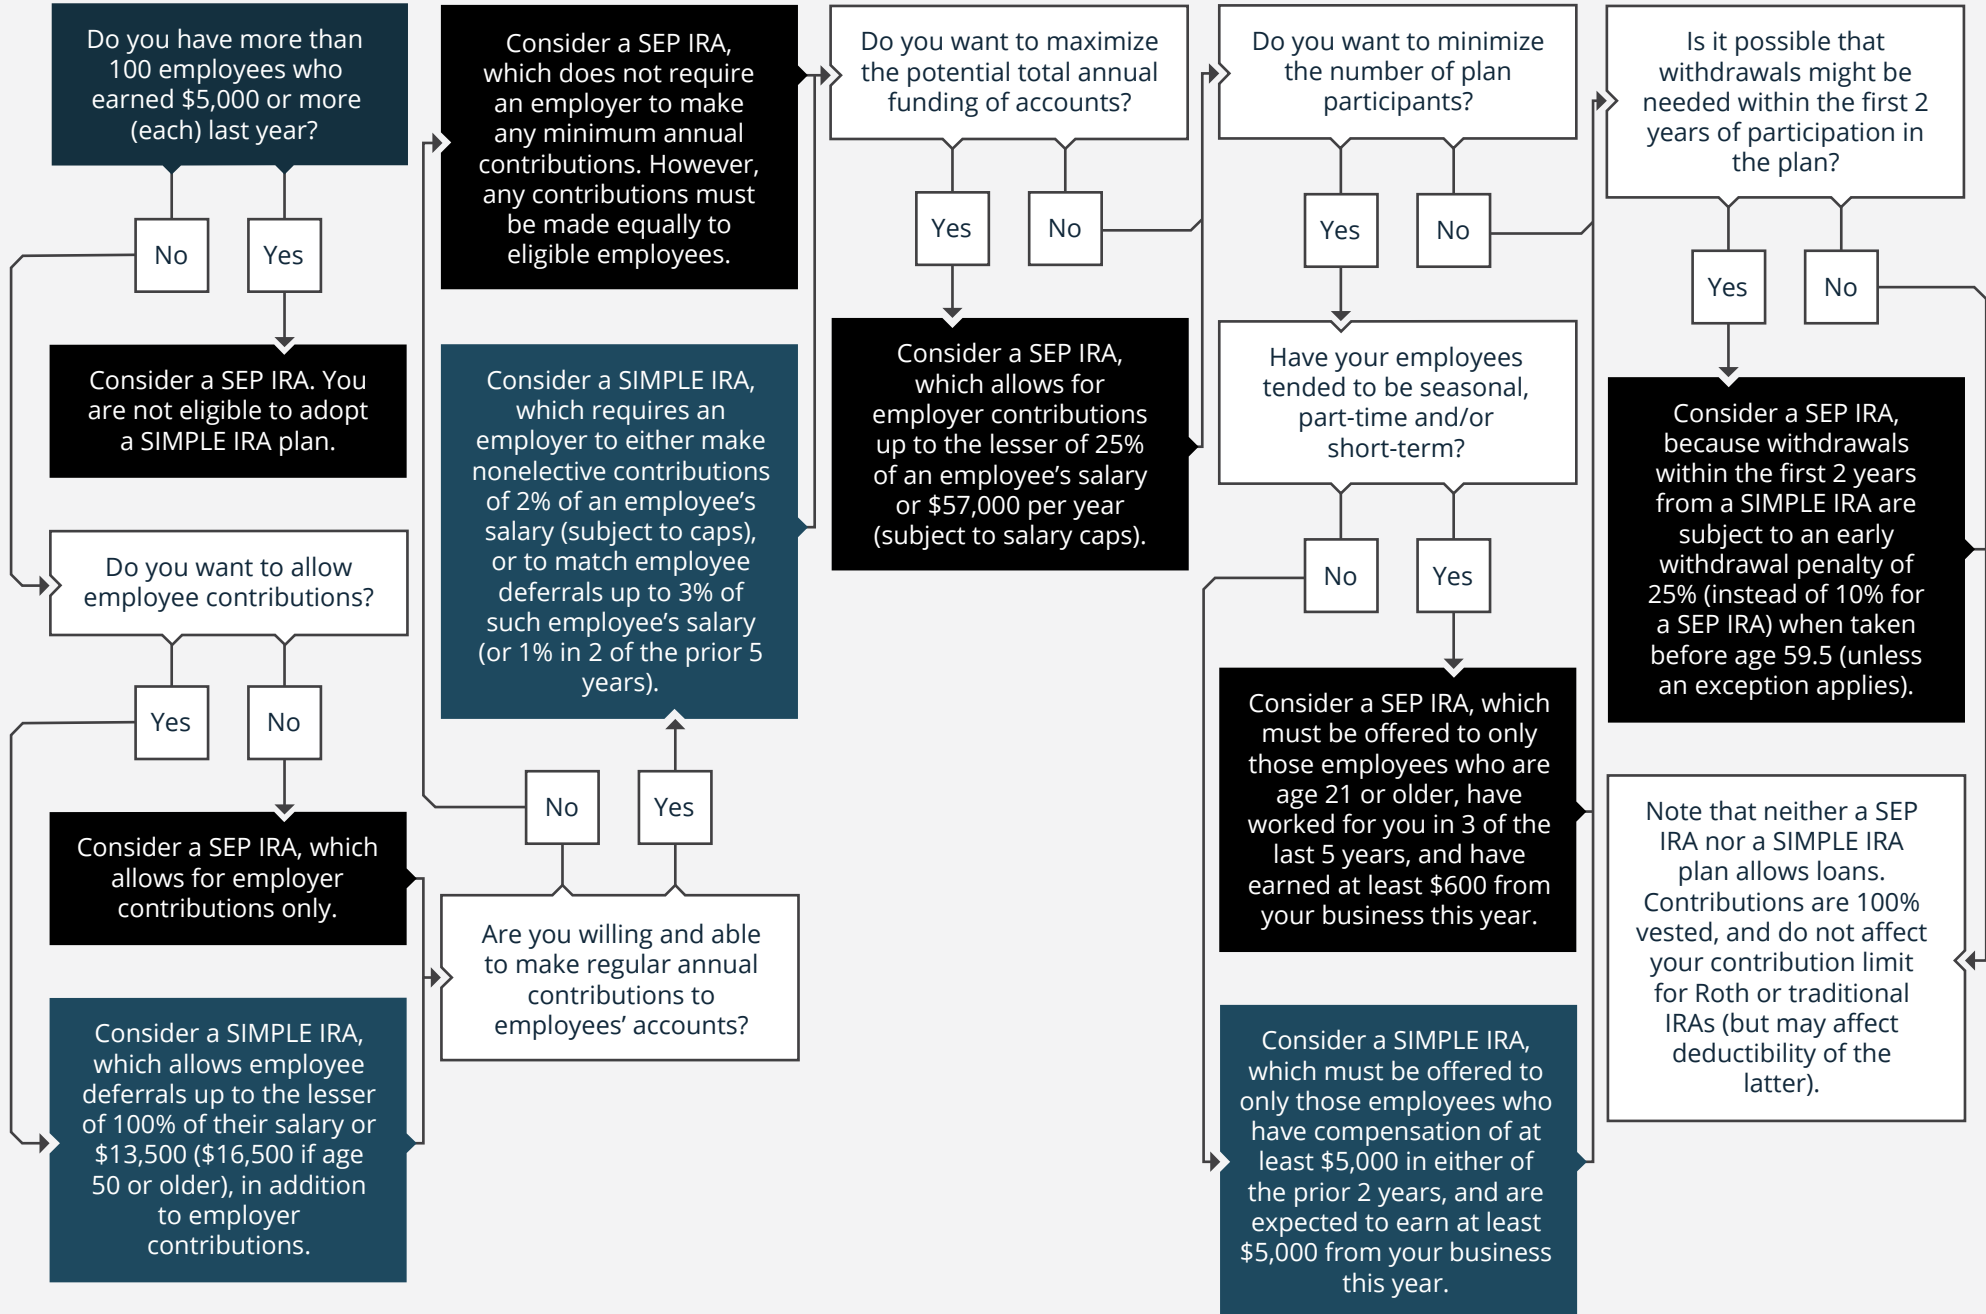 Do you have more than
100 employees who
earned $5,000 or more
(each) last year?
No
Yes
Consider a SEP IRA. You
are not eligible to adopt
a SIMPLE IRA plan.
Do you want to allow
employee contributions?
Yes
No
Consider a SEP IRA, which
allows for employer
contributions only.
Consider a SIMPLE IRA,
which allows employee
deferrals up to the lesser
of 100% of their salary or
$13,500 ($16,500 if age
50 or older), in addition
to employer
contributions.
Consider a SEP IRA,
which does not require
an employer to make
any minimum annual
contributions. However,
any contributions must
be made equally to
eligible employees.
Consider a SIMPLE IRA,
which requires an
employer to either make
nonelective contributions
of 2% of an employee’s
salary (subject to caps),
or to match employee
deferrals up to 3% of
such employee’s salary
(or 1% in 2 of the prior 5
years).
No
Yes
Are you willing and able
to make regular annual
contributions to
employees’ accounts?
Do you want to maximize
the potential total annual
funding of accounts?
Yes
No
Consider a SEP IRA,
which allows for
employer contributions
up to the lesser of 25%
of an employee’s salary
or $57,000 per year
(subject to salary caps).
Do you want to minimize
the number of plan
participants?
Yes
No
Have your employees
tended to be seasonal,
part-time and/or
short-term?
No
Yes
Consider a SEP IRA, which
must be offered to only
those employees who are
age 21 or older, have
worked for you in 3 of the
last 5 years, and have
earned at least $600 from
your business this year.
Consider a SIMPLE IRA,
which must be offered to
only those employees who
have compensation of at
least $5,000 in either of
the prior 2 years, and are
expected to earn at least
$5,000 from your business
this year.
Is it possible that
withdrawals might be
needed within the first 2
years of participation in
the plan?
Yes
No
Consider a SEP IRA,
because withdrawals
within the first 2 years
from a SIMPLE IRA are
subject to an early
withdrawal penalty of
25% (instead of 10% for
a SEP IRA) when taken
before age 59.5 (unless
an exception applies).
Note that neither a SEP
IRA nor a SIMPLE IRA
plan allows loans.
Contributions are 100%
vested, and do not affect
your contribution limit
for Roth or traditional
IRAs (but may affect
deductibility of the
latter).